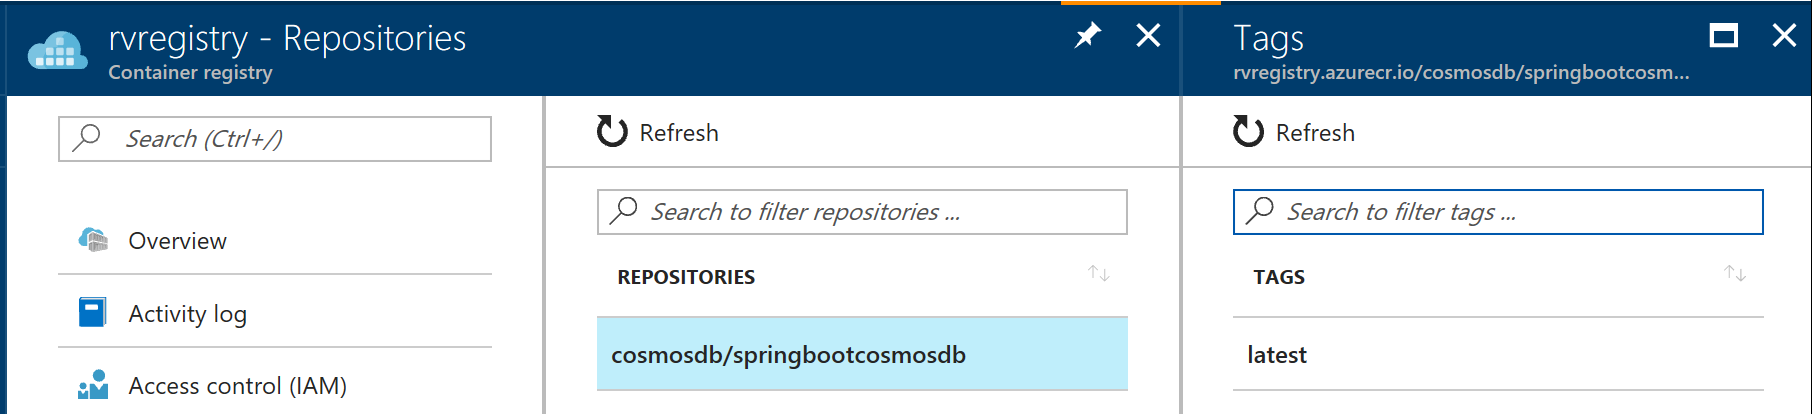 rvregistry - Repositories
Container registry
Search (Ctrl+/)
Overview
Activity log
Access control (IAM)
Refresh
Search to filter repositories ...
REPOSITORIES
cosmosdb/springbootcosmosdb
Tags
rvregistry.azurecr.io/cosmosdb/springbootcosm...
Refresh
Search to filter tags ...
TAGS
latest